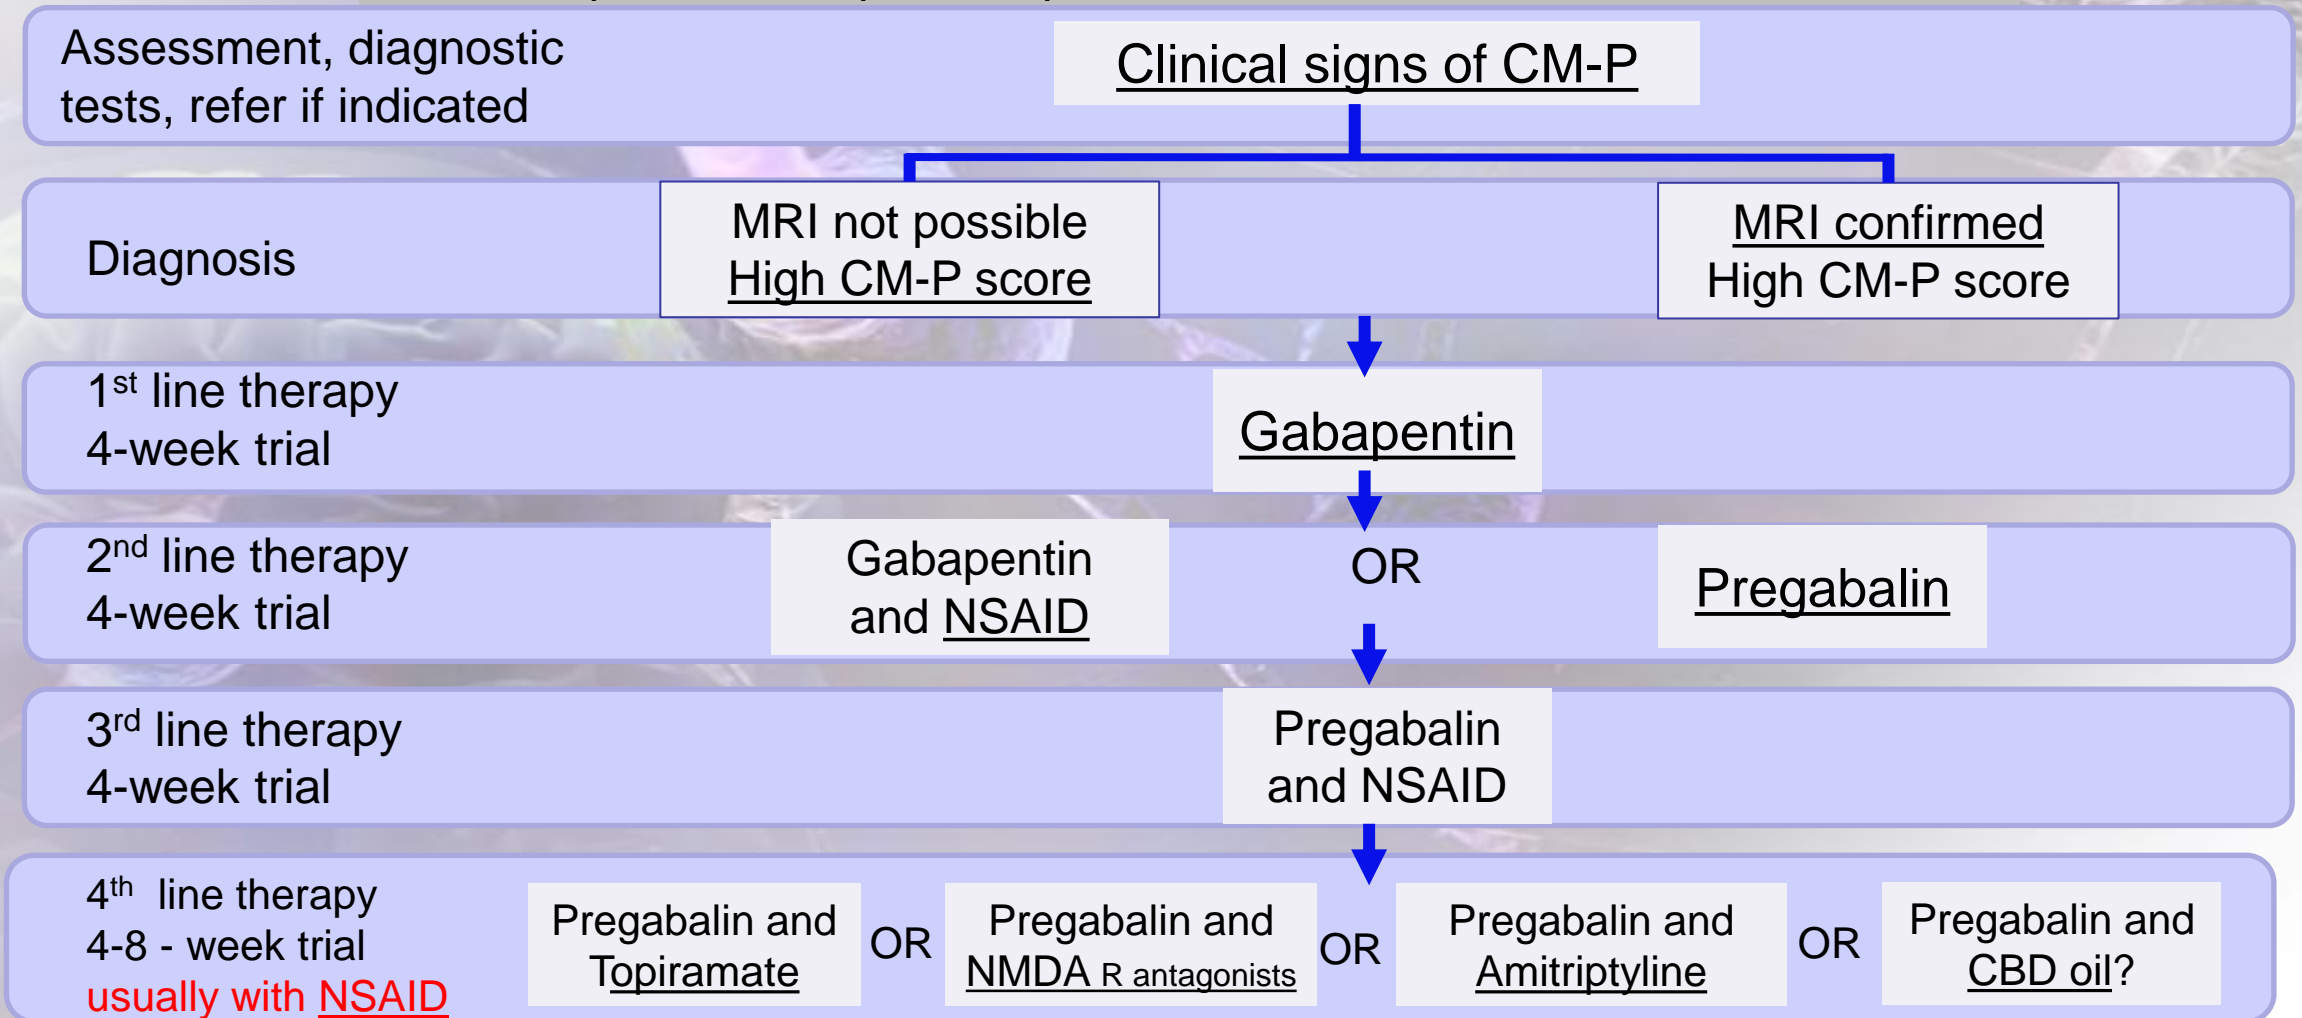 Assessment, diagnostic
tests, refer if indicated
Clinical signs of CM-P
Diagnosis
MRI not possible
High CM-P score
MRI confirmed
High CM-P score
1st line therapy
4-week trial
Gabapentin
2nd line therapy
4-week trial
Gabapentin
and NSAID
OR
Pregabalin
3rd line therapy
4-week trial
Pregabalin
and NSAID
4th line therapy
4-8 - week trial
usually with NSAID
Pregabalin and
Topiramate
OR
Pregabalin and
NMDA R antagonists
OR
Pregabalin and
Amitriptyline
OR
Pregabalin and
CBD oil?